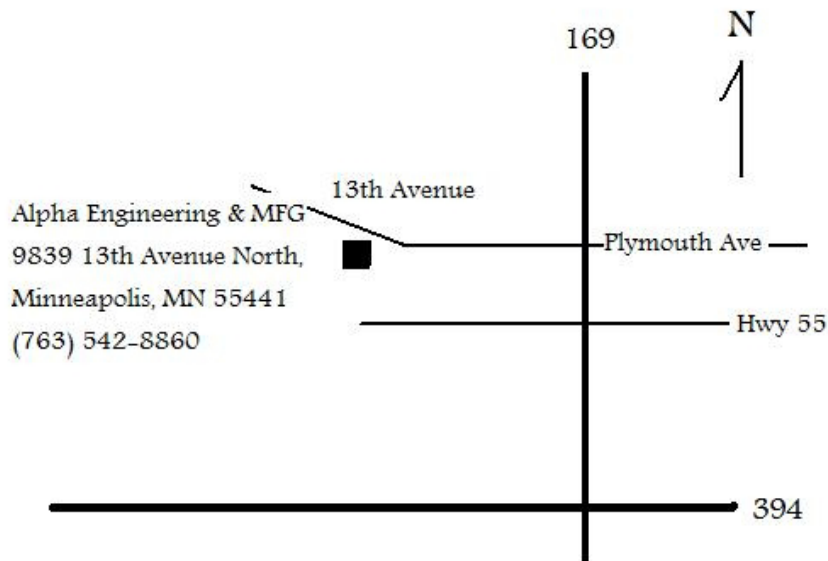 N
169
13th Avenue
Alpha Engineering & MFG
9839 13th Avenue North,
Minneapolis, MN 55441
(763) 542-8860
Plymouth Ave
Hwy 55
394